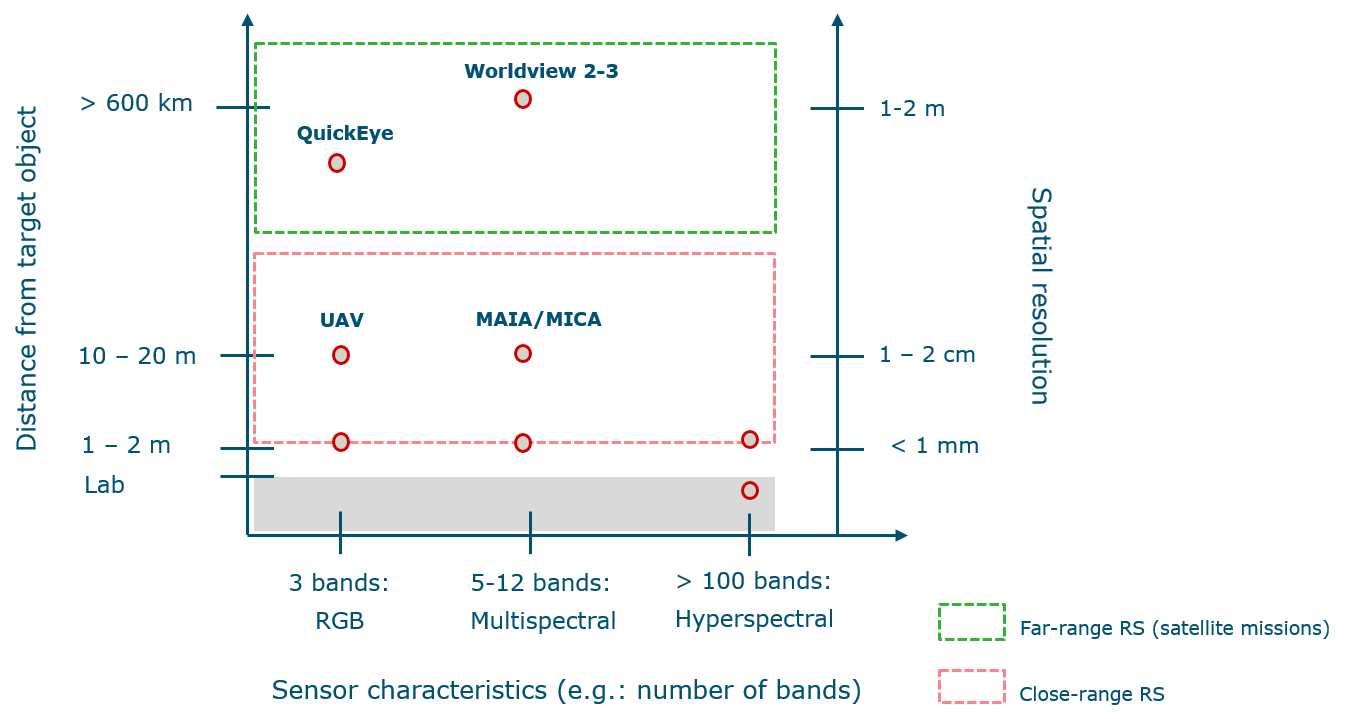 Distance from target object
> 600 km
10 – 20 m
1 – 2 m
Lab
Worldview 2-3
QuickEye
UAV
MAIA/MICA
1-2 m
1 – 2 cm
< 1 mm
Spatial resolution
3 bands:
RGB
5-12 bands:
Multispectral
> 100 bands:
Hyperspectral
Sensor characteristics (e.g.: number of bands)
Far-range RS (satellite missions)
Close-range RS